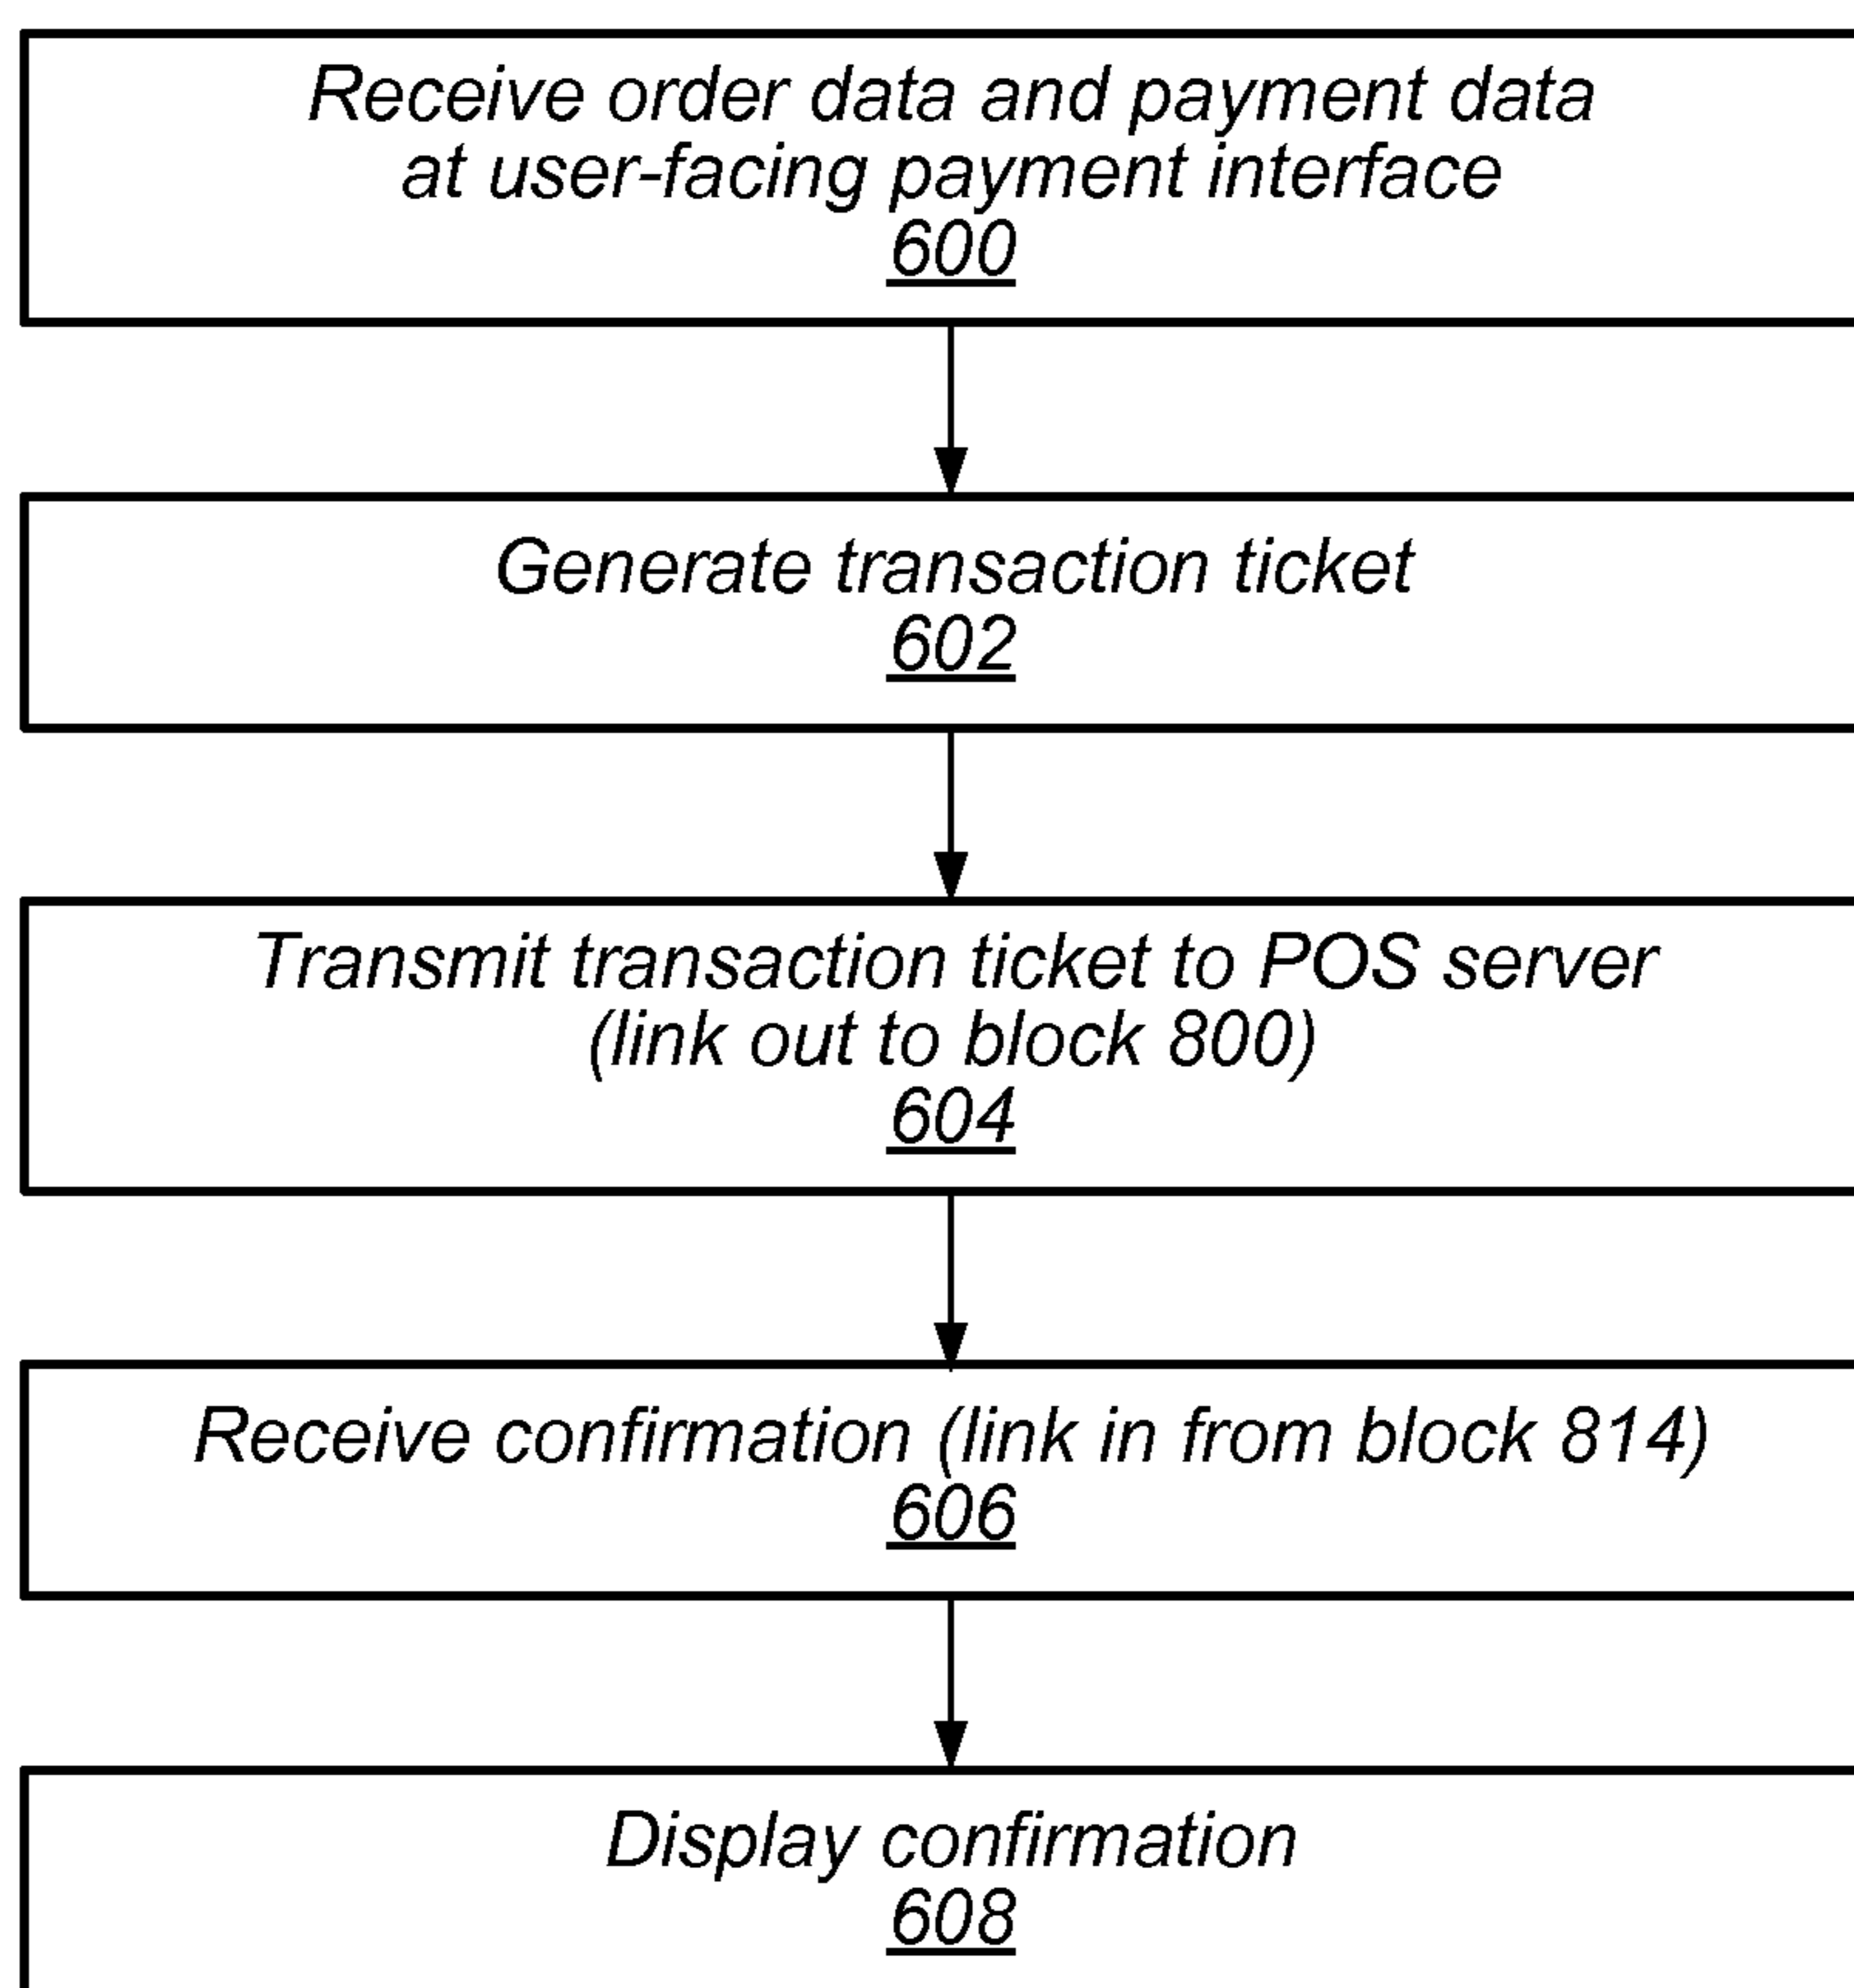 Receive order data and payment data
at user-facing payment interface
600
Generate transaction ticket
602
Transmit transaction ticket to POS server
(link out to block 800)
604
Receive confirmation (link in from block 814)
606
Display confirmation
608